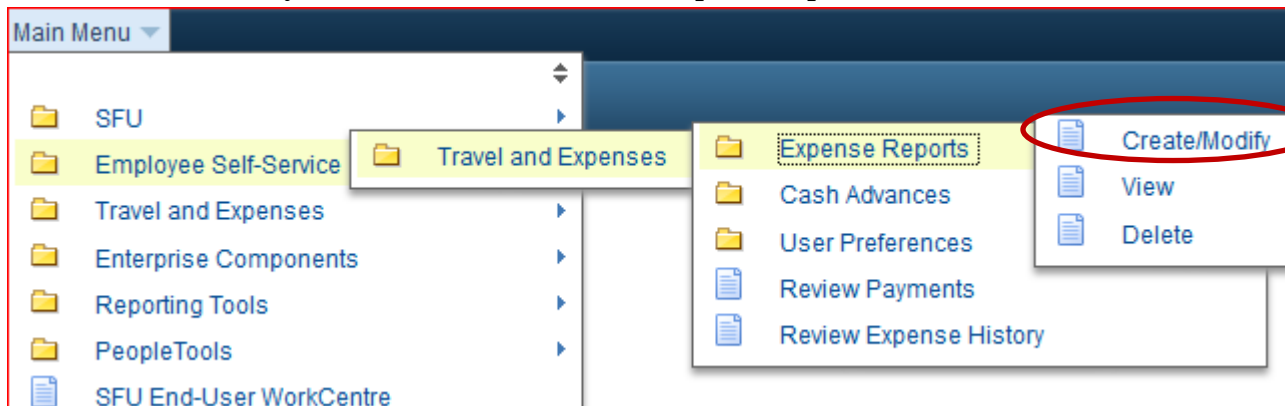 Main Menu
SFU
Employee Self-Service
Travel and Expenses
Enterprise Components
Reporting Tools
PeopleTools
SFU End-User WorkCentre
Travel and Expenses
Expense Reports
Cash Advances
User Preferences
Review Payments
Review Expense History
Create/Modify
View
Delete